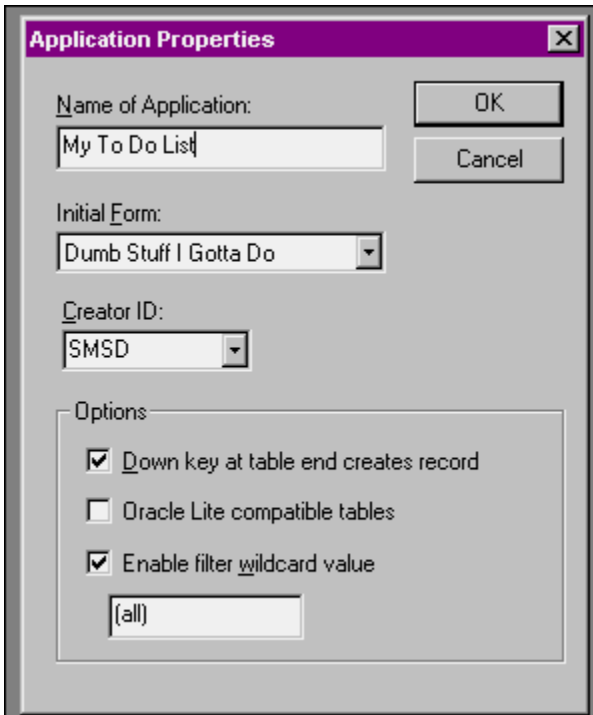 Application Properties
Name of Application:
OK
My To Do List
Cancel
Initial Form:
Dumb Stuff I Gotta Do
Creator ID:
SMSD
Options
Down key at table end creates record
Oracle Lite compatible tables
Enable filter wildcard value
(all)